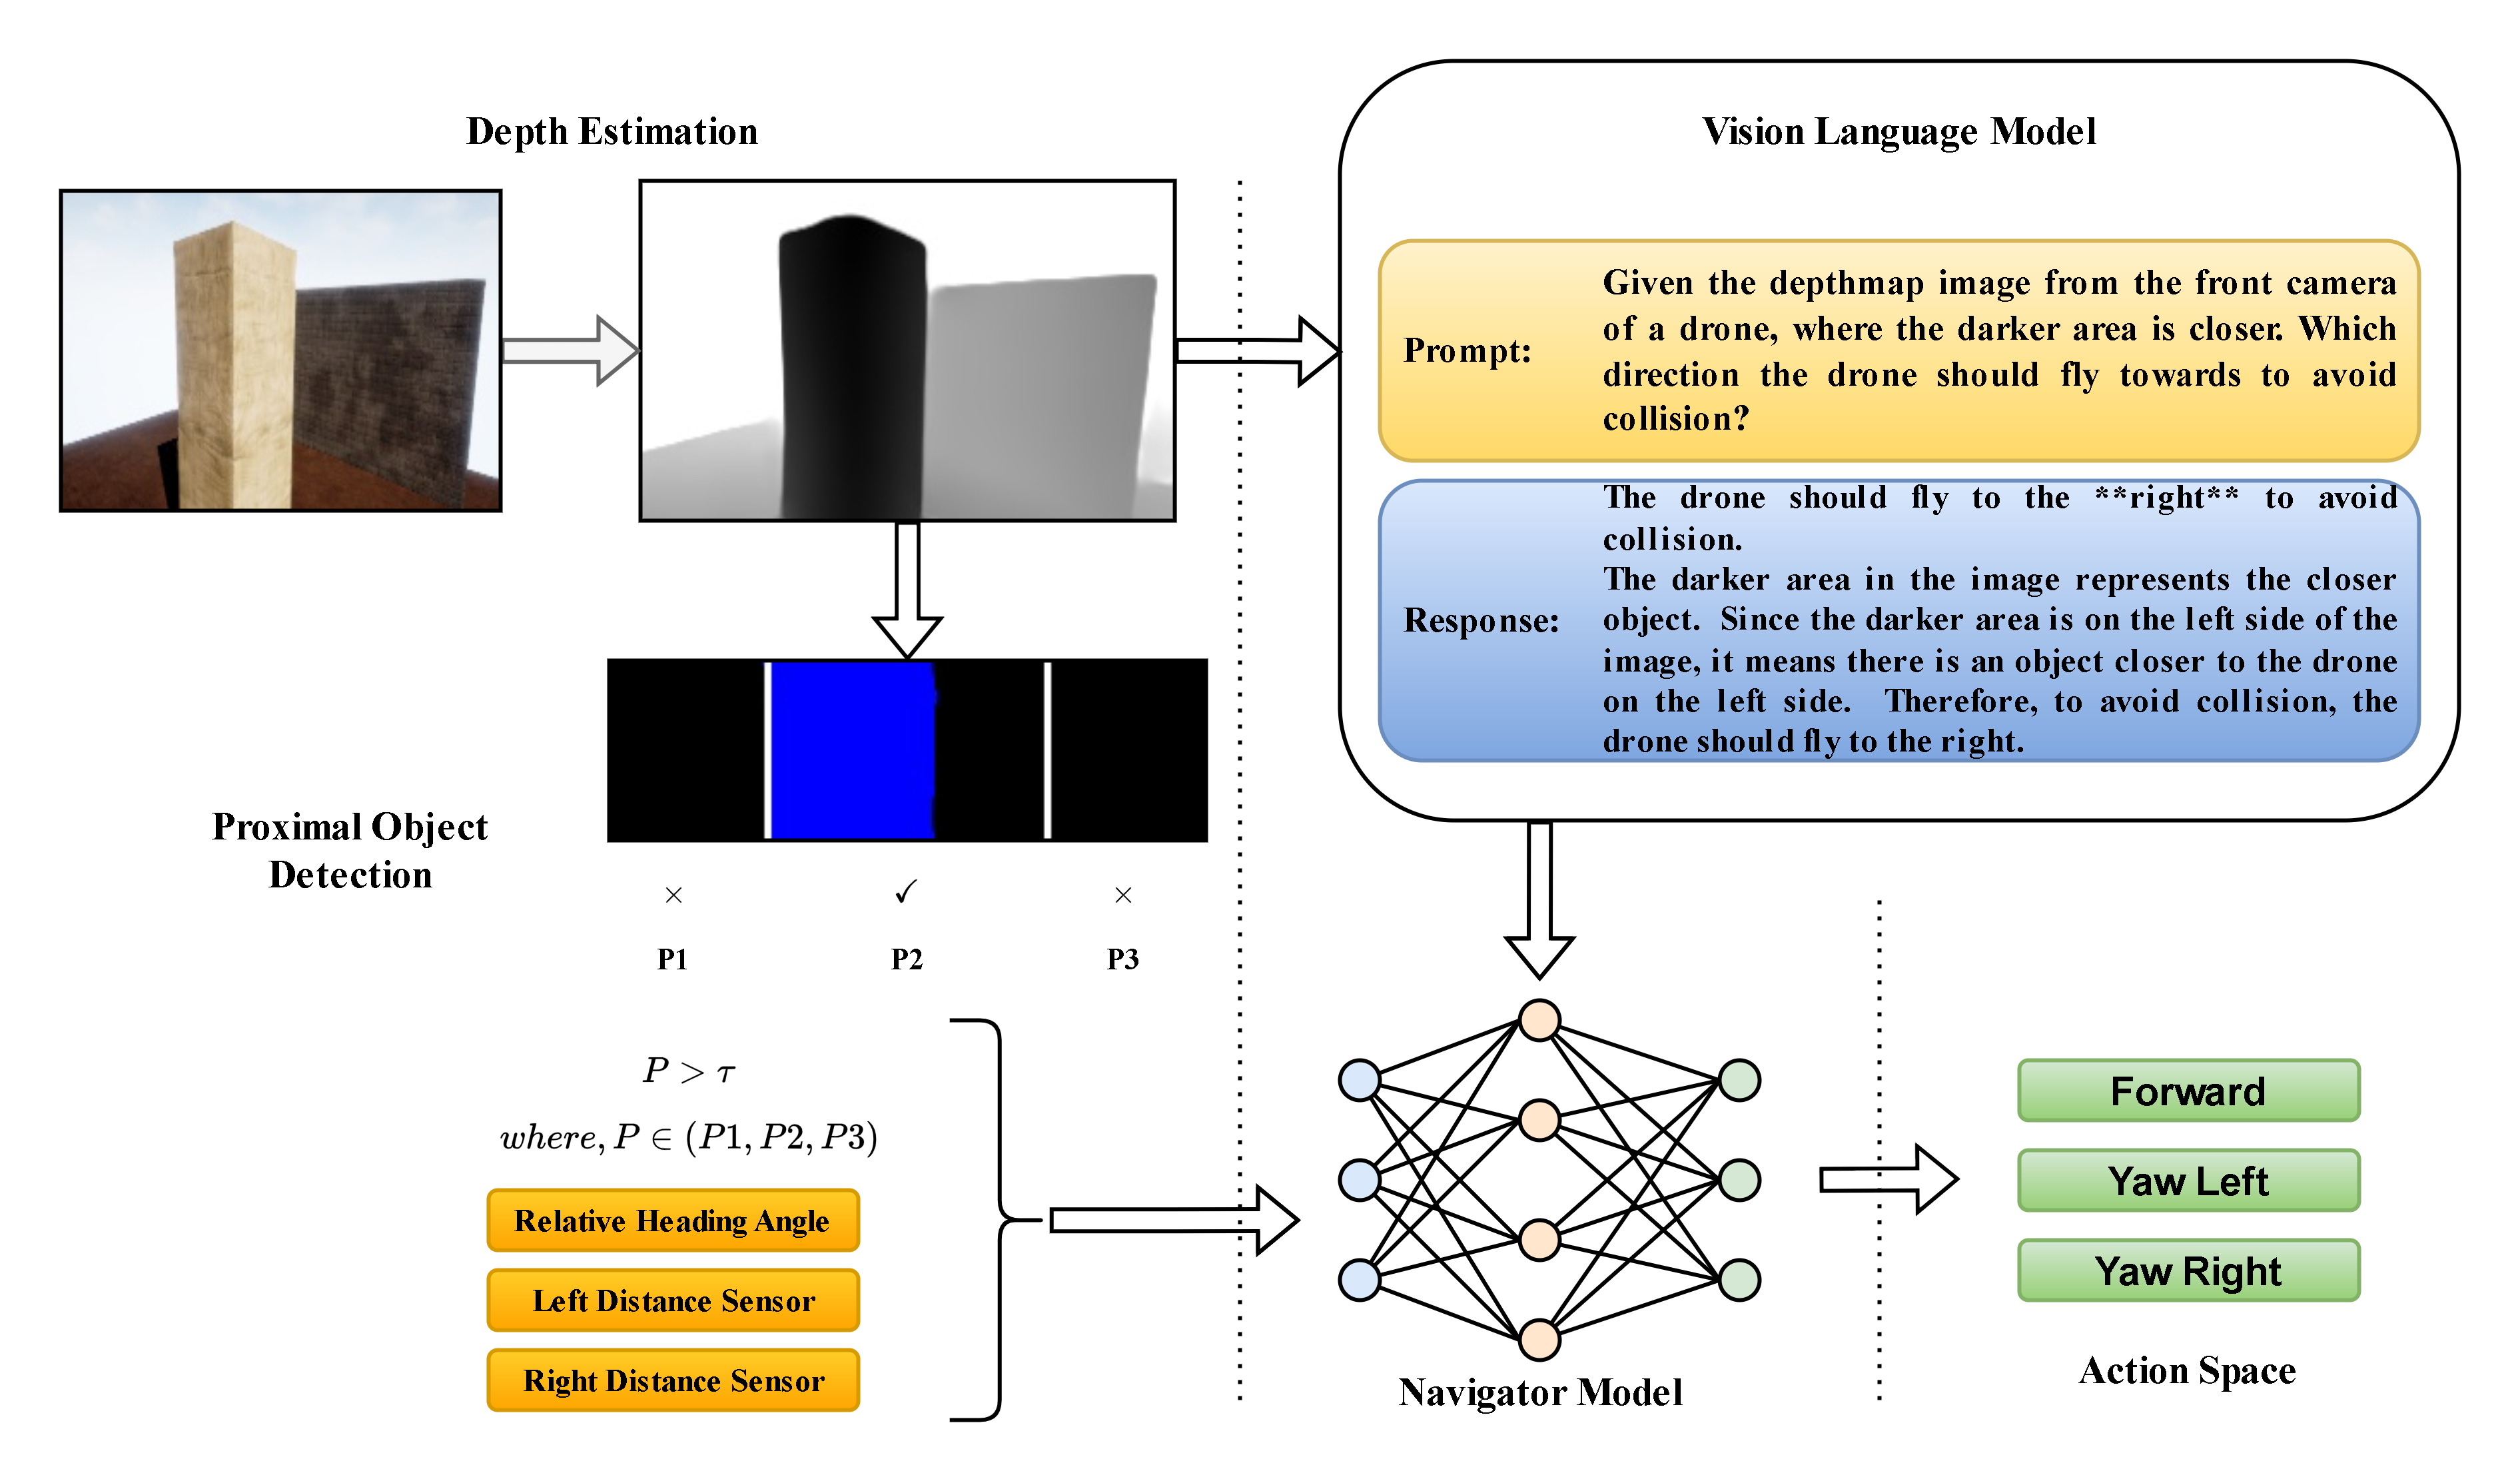 Depth Estimation
Proximal Object
Detection
× ✓ ×
P1 P2 P3
P > τ
where, P ∈ (P1, P2, P3)
Relative Heading Angle
Left Distance Sensor
Right Distance Sensor
Vision Language Model
Prompt:
Given the depthmap image from the front camera
of a drone, where the darker area is closer. Which
direction the drone should fly towards to avoid
collision?
Response:
The drone should fly to the **right** to avoid
collision.
The darker area in the image represents the closer
object. Since the darker area is on the left side of the
image, it means there is an object closer to the drone
on the left side. Therefore, to avoid collision, the
drone should fly to the right.
Navigator Model
Forward
Yaw Left
Yaw Right
Action Space